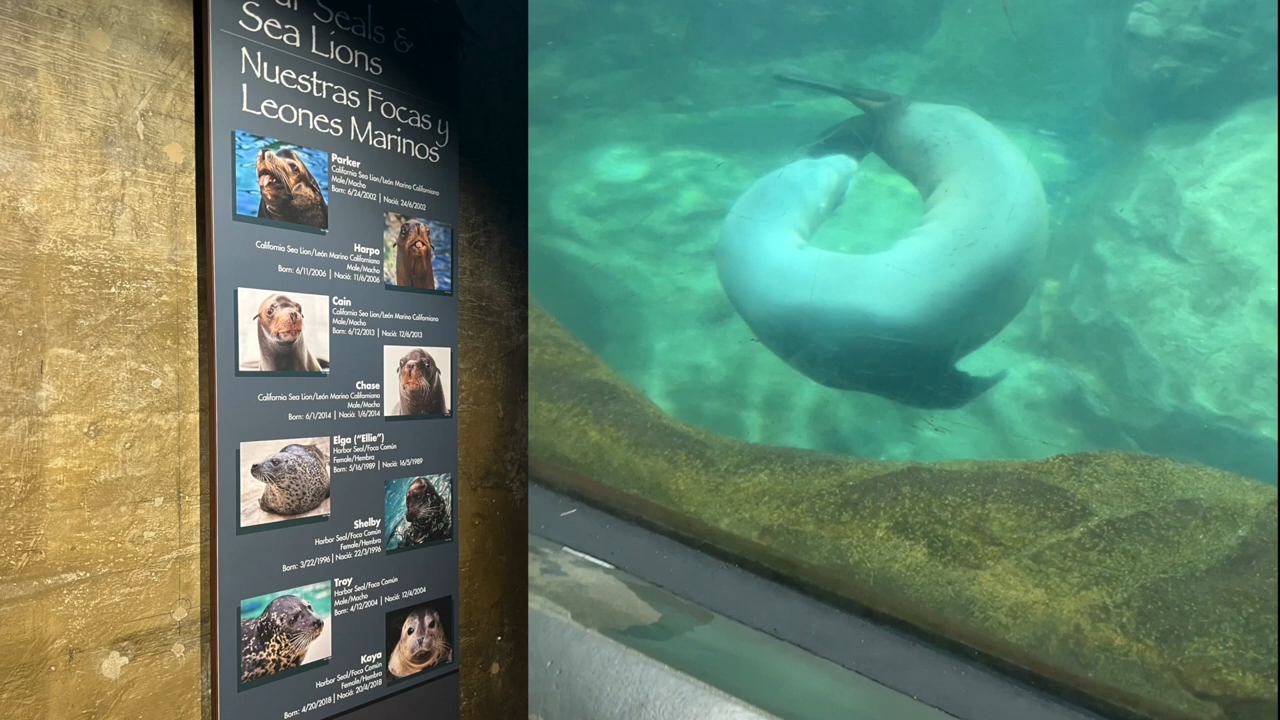 Our Seals &
Sea Lions
Nuestras Focas y
Leones Marinos
Parker
California Sea Lion/León Marino Californiano
Male/Macho
Born: 6/24/2002 | Nació: 24/6/2002
Harpo
California Sea Lion/León Marino Californiano
Male/Macho
Born: 6/11/2006 | Nació: 11/6/2006
Cain
California Sea Lion/León Marino Californiano
Male/Macho
Born: 6/12/2013 | Nació: 12/6/2013
Chase
California Sea Lion/León Marino Californiano
Male/Macho
Born: 6/1/2014 | Nació: 1/6/2014
Elga ("Ellie")
Harbor Seal/Foca Común
Female/Hembra
Born: 5/16/1989 | Nació: 16/5/1989
Shelby
Harbor Seal/Foca Común
Female/Hembra
Born: 3/22/1996 | Nació: 22/3/1996
Troy
Harbor Seal/Foca Común
Male/Macho
Born: 4/12/2004 | Nació: 12/4/2004
Kaya
Harbor Seal/Foca Común
Female/Hembra
Born: 4/20/2018 | Nació: 20/4/2018